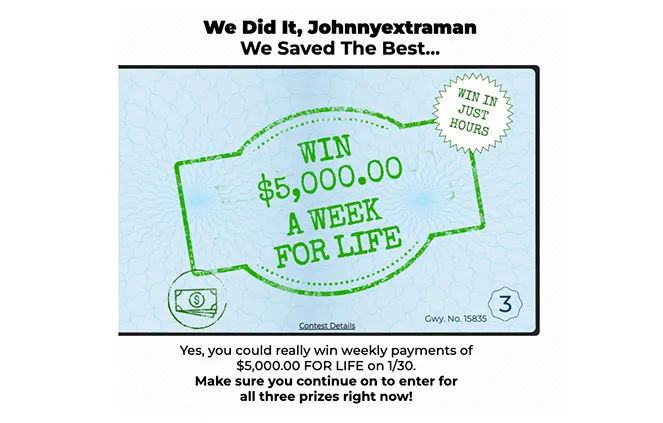 We Did It, Johnnyextraman
We Saved The Best...
WIN IN
JUST
HOURS
WIN
$5,000.00
A WEEK
FOR LIFE
$
3
Gwy. No. 15835
Contest Details
Yes, you could really win weekly payments of
$5,000.00 FOR LIFE on 1/30.
Make sure you continue on to enter for
all three prizes right now!